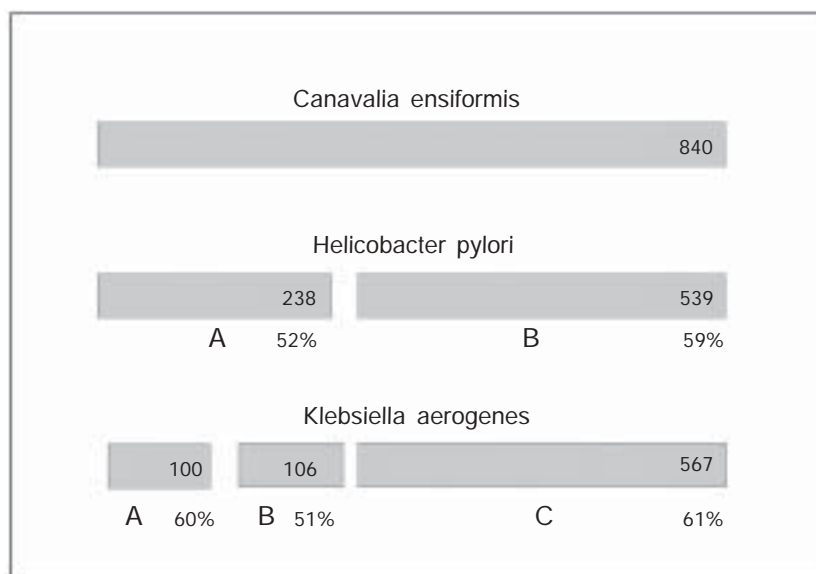 Canavalia ensiformis
840
Helicobacter pylori
238 539
A 52% B 59%
Klebsiella aerogenes
100 106 567
A 60% B 51% C 61%